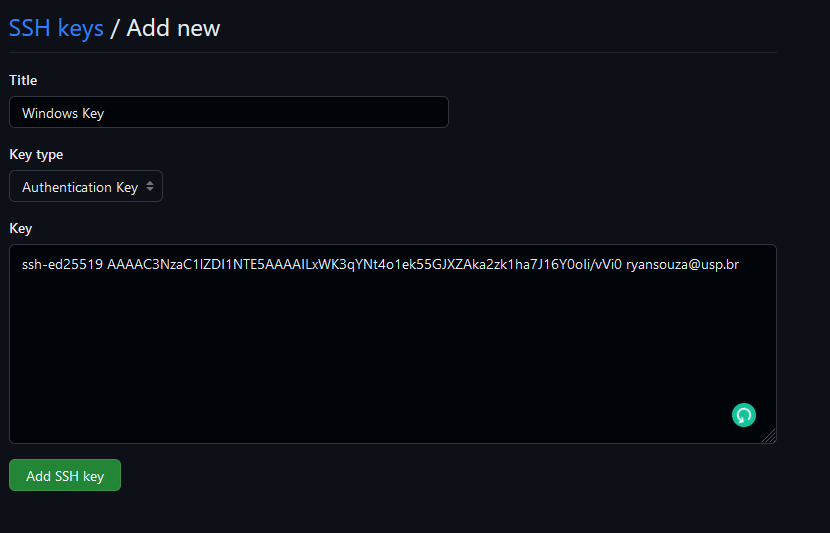 SSH keys / Add new
Title
Windows Key
Key type
Authentication Key
Key
ssh-ed25519 AAAAC3NzaC1lZDI1NTE5AAAAILxWK3qYNt4o1ek55GJXZAka2zk1ha7J16Y0oIi/vVi0 ryansouza@usp.br
Add SSH key